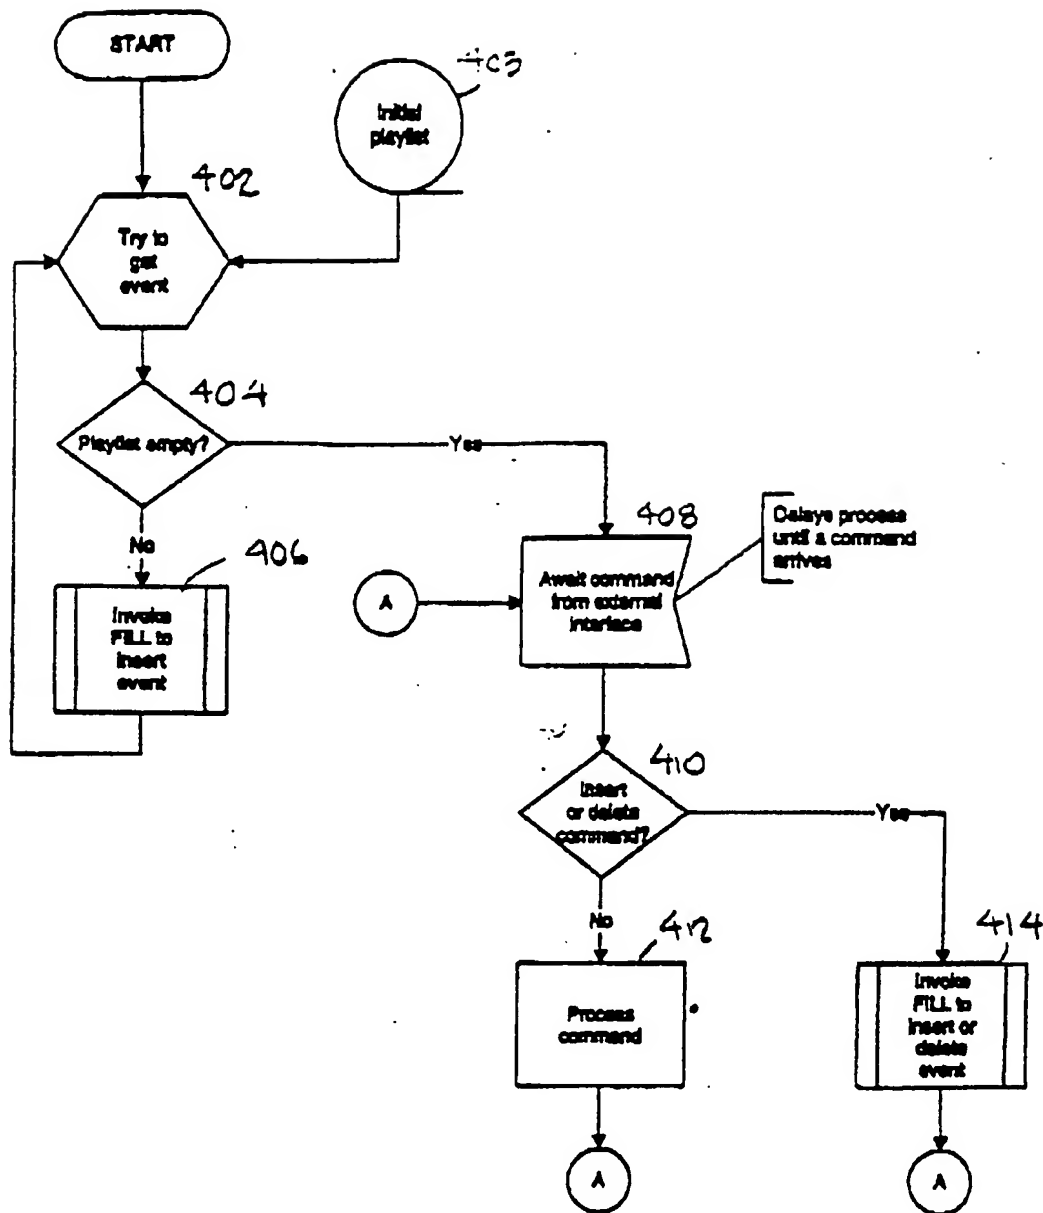 START
403
Initial
playlist
402
Try to
get
event
404
Playlist empty?
Yes
No
406
Invoke
FILL to
insert
event
408
Delays process
until a command
arrives
A
Await command
from external
interface
410
Insert
or delete
command?
Yes
No
412
414
Process
command
Invoke
FILL to
insert or
delete
event
A
A